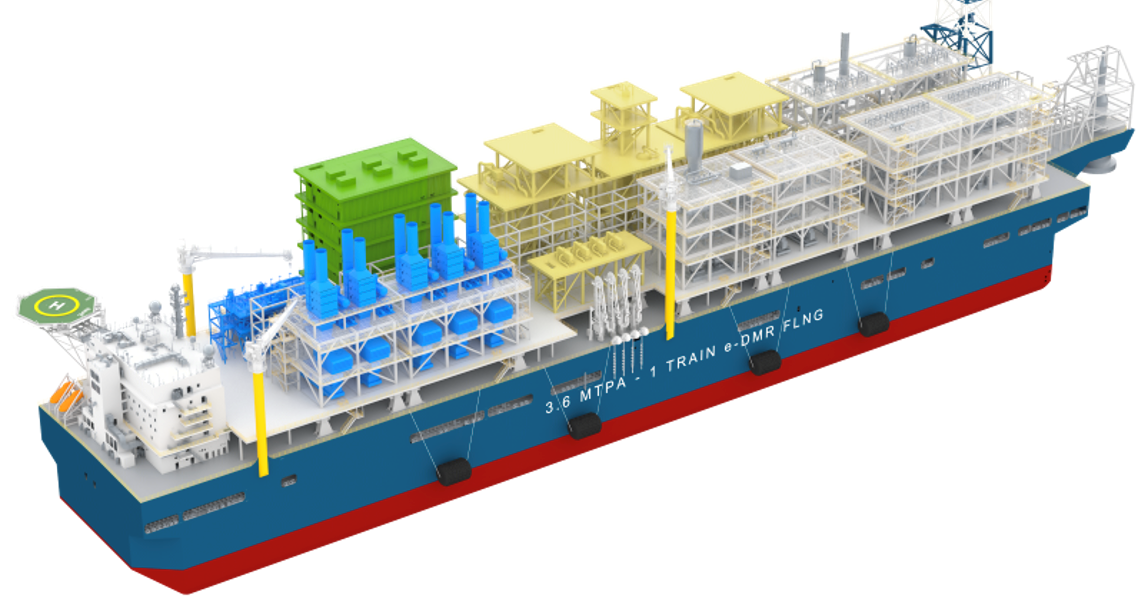 H
3.6 MTPA - 1 TRAIN e-DMR FLNG